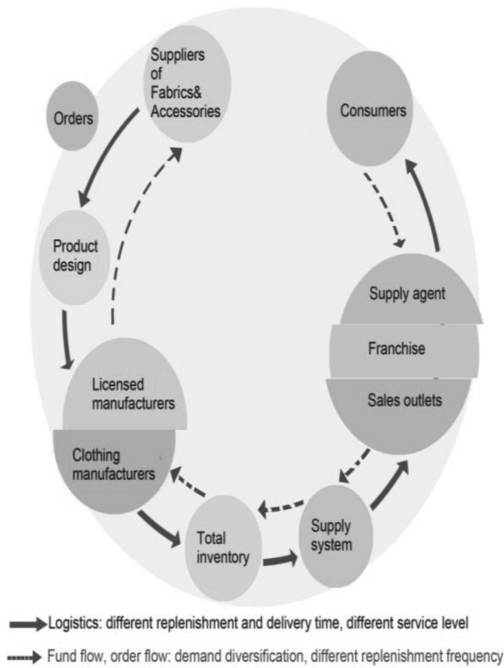 Suppliers
of
Fabrics&
Accessories
Orders
Consumers
Product
design
Supply agent
Franchise
Sales outlets
Licensed
manufacturers
Clothing
manufacturers
Total
inventory
Supply
system
Logistics: different replenishment and delivery time, different service level
Fund flow, order flow: demand diversification, different replenishment frequency